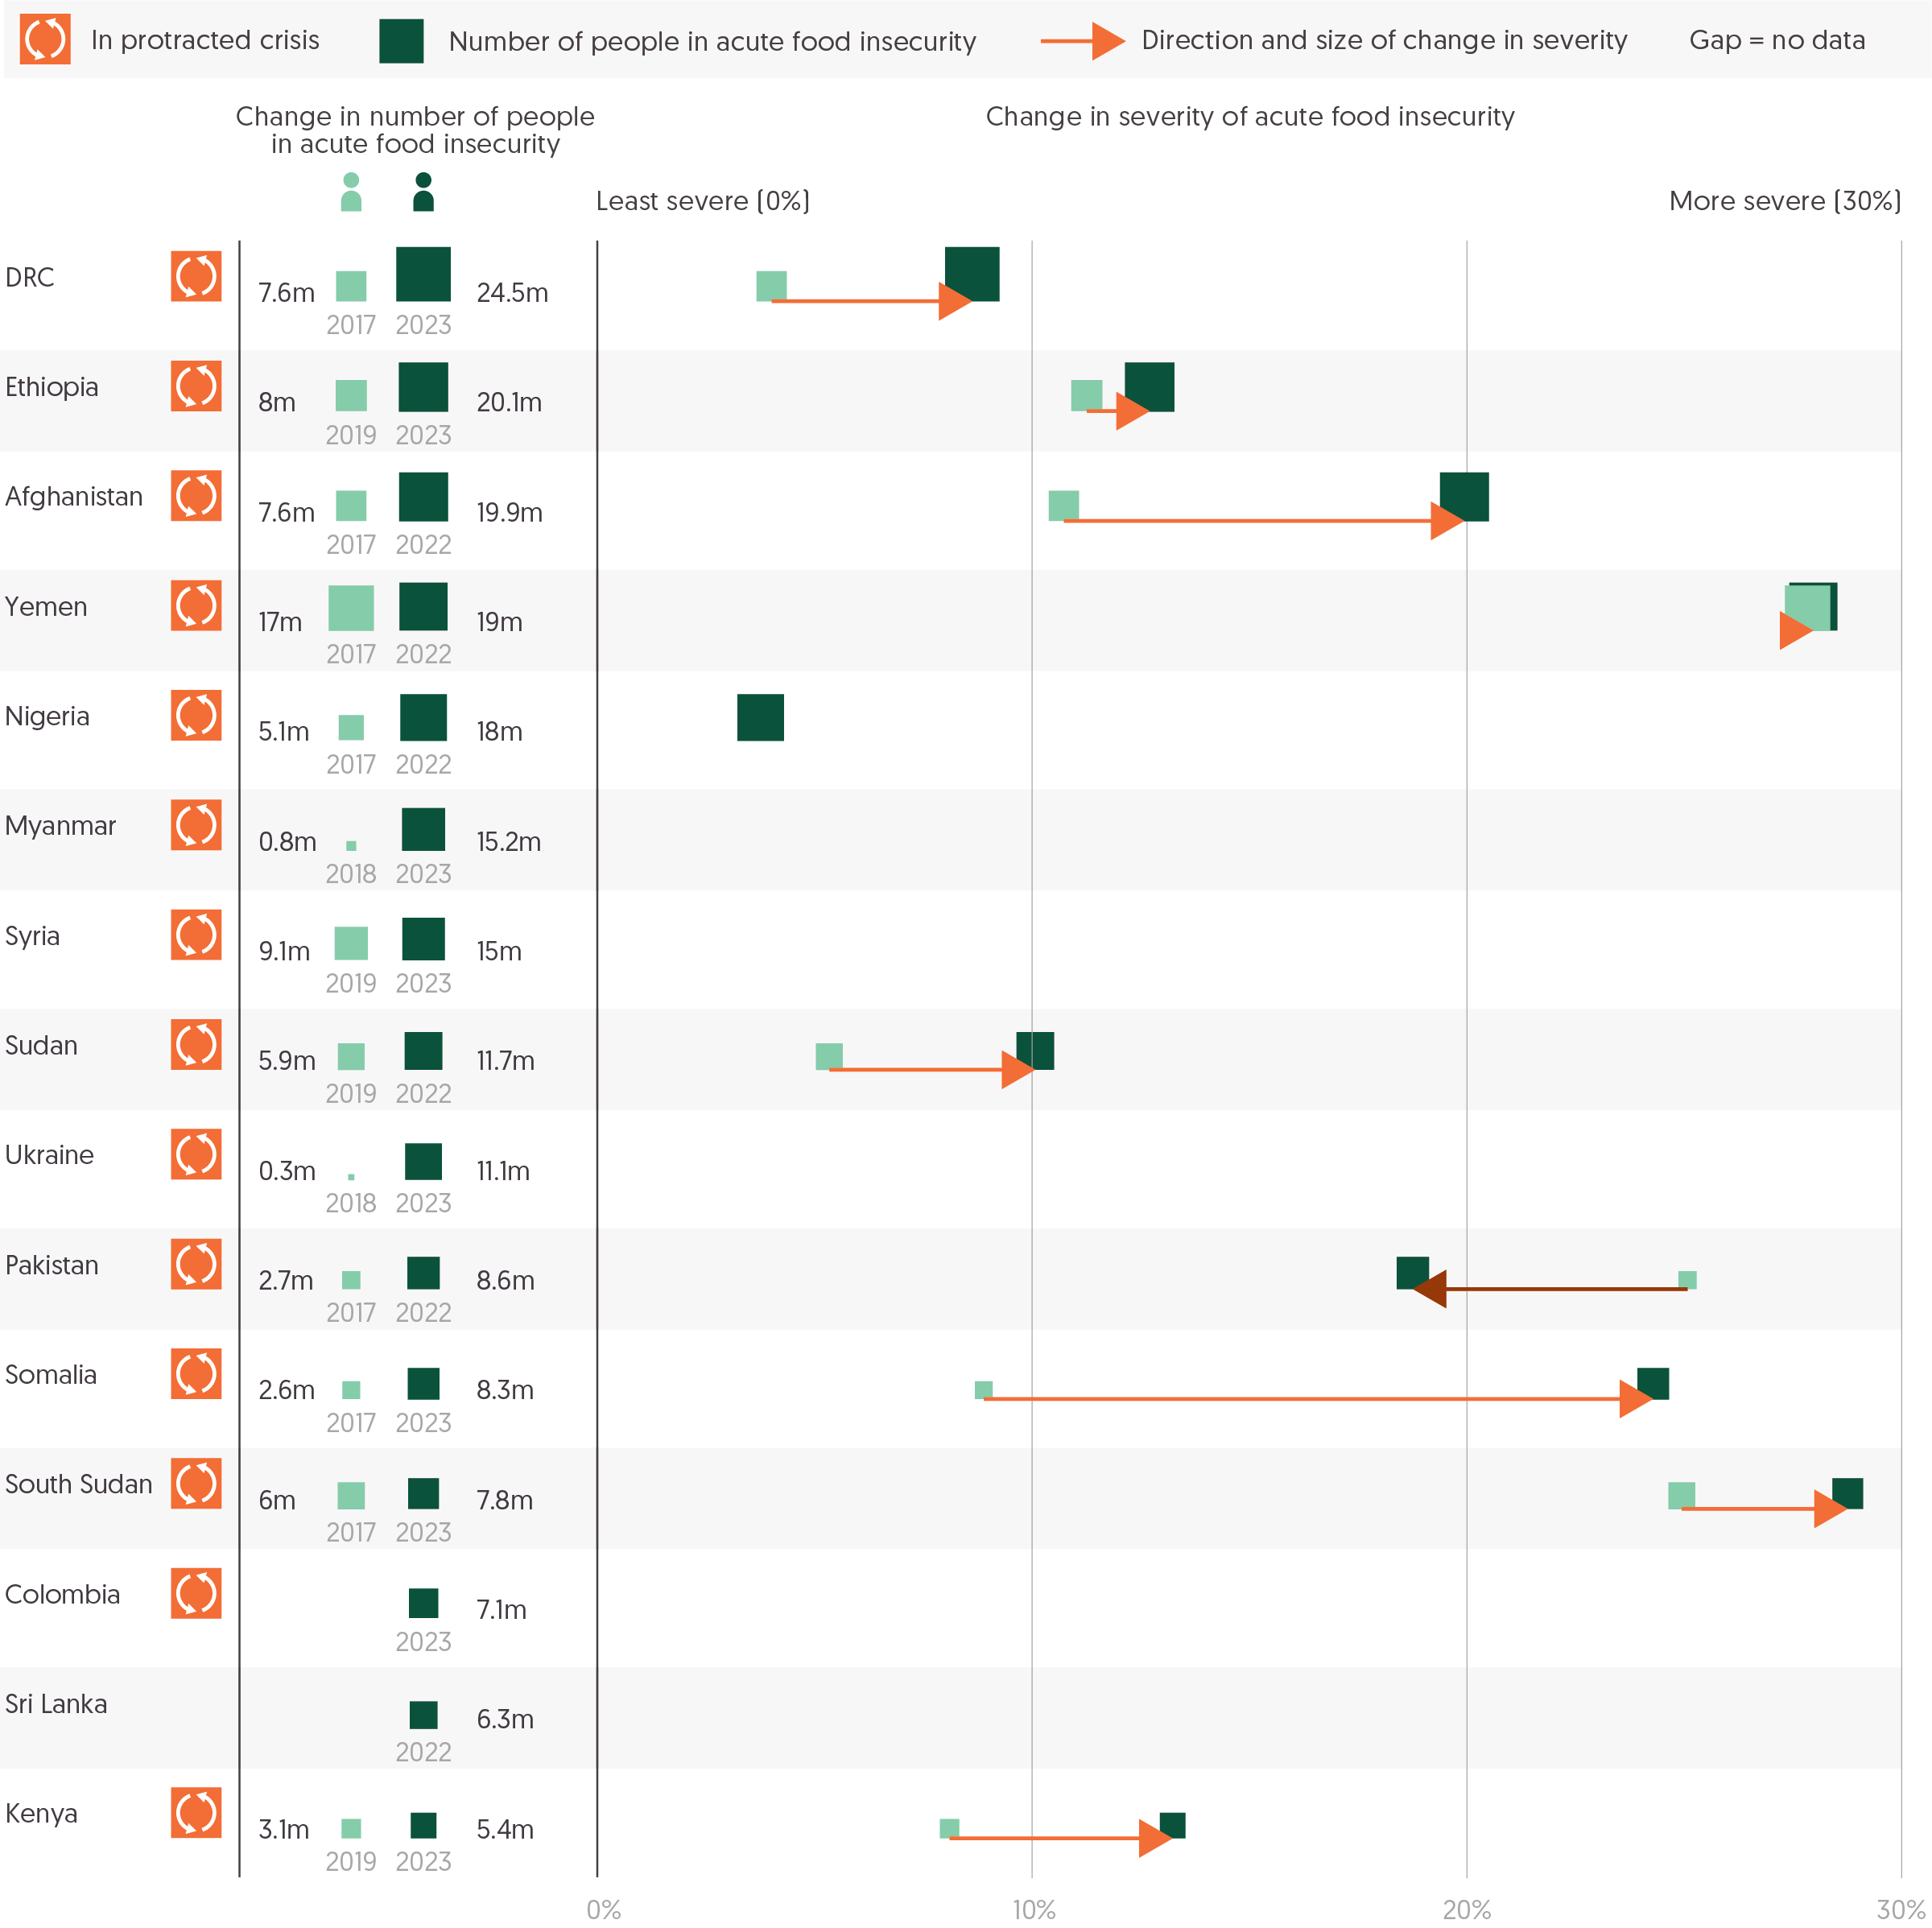 In protracted crisis
Number of people in acute food insecurity
Direction and size of change in severity
Gap = no data
Change in number of people
in acute food insecurity
Change in severity of acute food insecurity
Least severe (0%)
More severe (30%)
DRC
7.6m
24.5m
2017
2023
Ethiopia
8m
20.1m
2019
2023
Afghanistan
7.6m
19.9m
2017
2022
Yemen
17m
19m
2017
2022
Nigeria
5.1m
18m
2017
2022
Myanmar
0.8m
15.2m
2018
2023
Syria
9.1m
15m
2019
2023
Sudan
5.9m
11.7m
2019
2022
Ukraine
0.3m
11.1m
2018
2023
Pakistan
2.7m
8.6m
2017
2022
Somalia
2.6m
8.3m
2017
2023
South Sudan
6m
7.8m
2017
2023
Colombia
7.1m
2023
Sri Lanka
6.3m
2022
Kenya
3.1m
5.4m
2019
2023
0%
10%
20%
30%